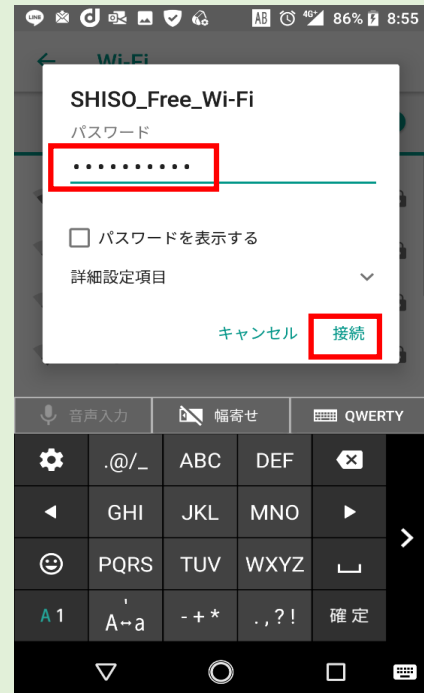 LINE AB 4G+ 86% 8:55
Wi-Fi
SHISO_Free_Wi-Fi
パスワード
••••••••••
パスワードを表示する
詳細設定項目
キャンセル 接続
音声入力 幅寄せ QWERTY
.@/_ ABC DEF
GHI JKL MNO
PQRS TUV WXYZ
A1 A↔a -+* .,?! 確定